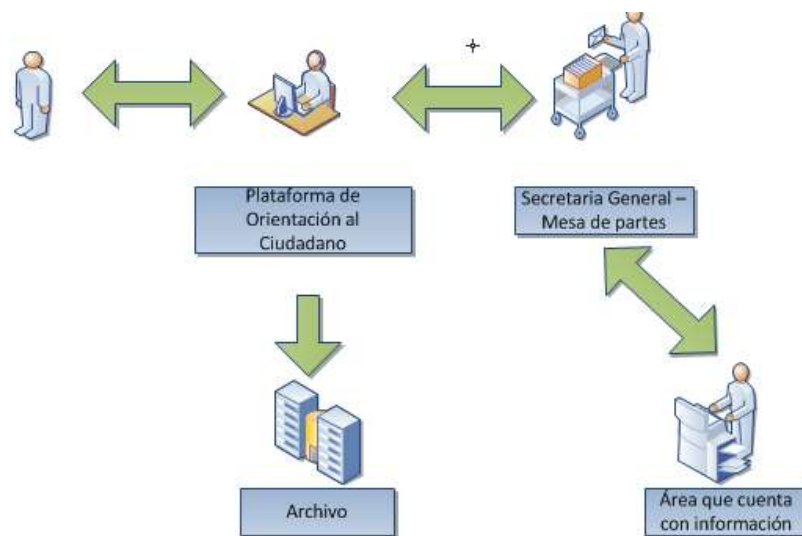 Plataforma de
Orientación al
Ciudadano
Secretaria General –
Mesa de partes
Archivo
Área que cuenta
con información